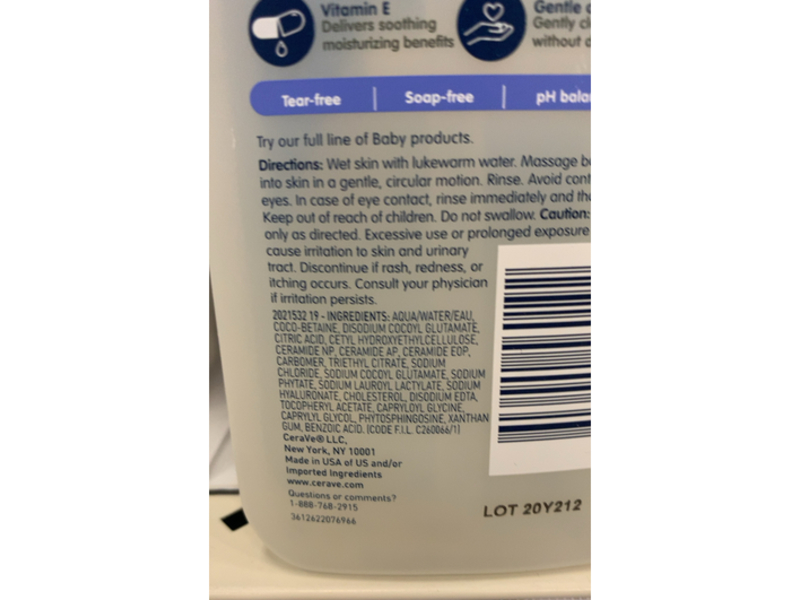 Vitamin E
Delivers soothing
moisturizing benefits
Gentle
Gently
without
Tear-free | Soap-free | pH
Try our full line of Baby products.
Directions: Wet skin with lukewarm water. Massage
into skin in a gentle, circular motion. Rinse. Avoid
eyes. In case of eye contact, rinse immediately and
Keep out of reach of children. Do not swallow. Caution:
only as directed. Excessive use or prolonged exposure
cause irritation to skin and urinary
tract. Discontinue if rash, redness, or
itching occurs. Consult your physician
if irritation persists.
2021532 19 - INGREDIENTS: AQUA/WATER/EAU,
COCO-BETAINE, DISODIUM COCOYL GLUTAMATE,
CITRIC ACID, CETYL HYDROXYETHYLCELLULOSE,
CERAMIDE NP, CERAMIDE AP, CERAMIDE EOP,
CARBOMER, TRIETHYL CITRATE, SODIUM
CHLORIDE, SODIUM COCOYL GLUTAMATE, SODIUM
PHYTATE, SODIUM LAUROYL LACTYLATE, SODIUM
HYALURONATE, CHOLESTEROL, DISODIUM EDTA,
TOCOPHERYL ACETATE, CAPRYLOYL GLYCINE,
CAPRYLYL GLYCOL, PHYTOSPHINGOSINE, XANTHAN
GUM, BENZOIC ACID. (CODE F.I.L. C260066/1)
CeraVe® LLC,
New York, NY 10001
Made in USA of US and/or
Imported Ingredients
www.cerave.com
Questions or comments?
1-888-768-2915
3612622076966
LOT 20Y212